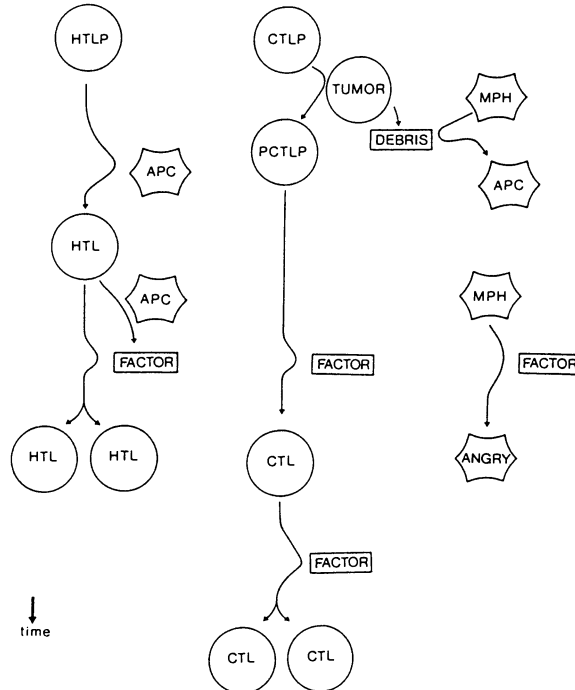 HTLP
CTLP
TUMOR
MPH
DEBRIS
PCTLP
APC
APC
HTL
APC
MPH
FACTOR
FACTOR
FACTOR
HTL
HTL
CTL
ANGRY
FACTOR
time
CTL
CTL